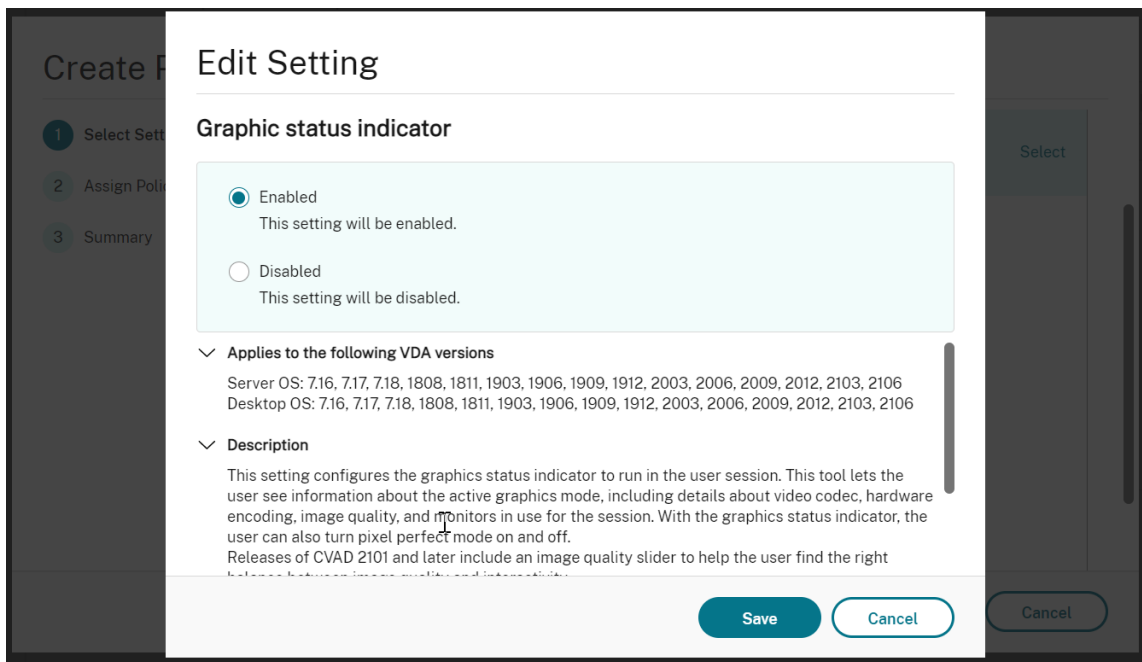 Create
Edit Setting
1 Select Sett
2 Assign Poli
3 Summary
Select
Graphic status indicator
Enabled
This setting will be enabled.
Disabled
This setting will be disabled.
Applies to the following VDA versions
Server OS: 7.16, 7.17, 7.18, 1808, 1811, 1903, 1906, 1909, 1912, 2003, 2006, 2009, 2012, 2103, 2106
Desktop OS: 7.16, 7.17, 7.18, 1808, 1811, 1903, 1906, 1909, 1912, 2003, 2006, 2009, 2012, 2103, 2106
Description
This setting configures the graphics status indicator to run in the user session. This tool lets the
user see information about the active graphics mode, including details about video codec, hardware
encoding, image quality, and monitors in use for the session. With the graphics status indicator, the
user can also turn pixel perfect mode on and off.
Releases of CVAD 2101 and later include an image quality slider to help the user find the right
balance between image quality and interactivity.
Save
Cancel
Cancel